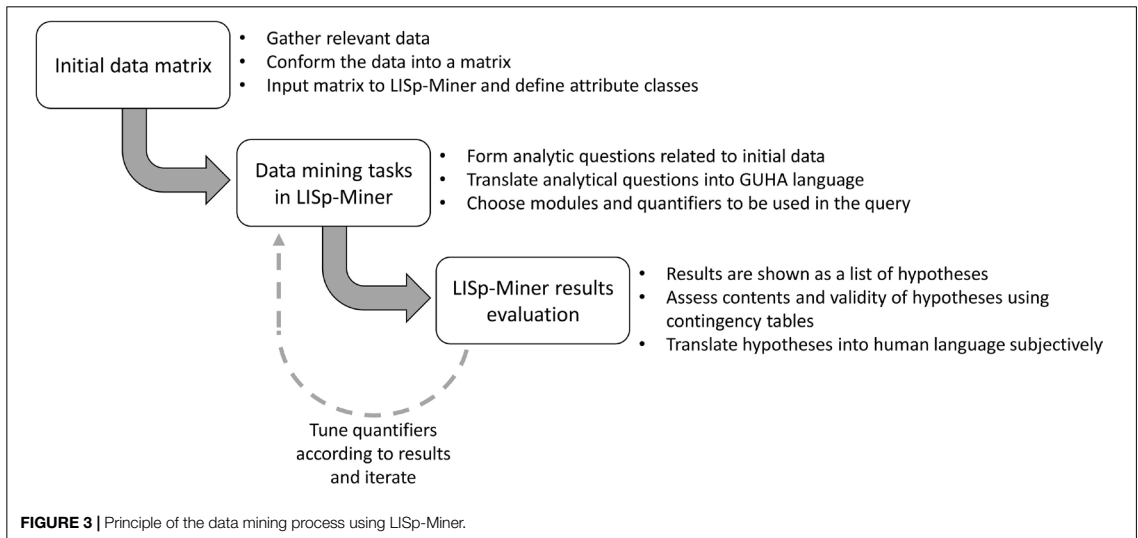 Initial data matrix
• Gather relevant data
• Conform the data into a matrix
• Input matrix to LISp-Miner and define attribute classes
Data mining tasks
in LISp-Miner
• Form analytic questions related to initial data
• Translate analytical questions into GUHA language
• Choose modules and quantifiers to be used in the query
LISp-Miner results
evaluation
• Results are shown as a list of hypotheses
• Assess contents and validity of hypotheses using
contingency tables
• Translate hypotheses into human language subjectively
Tune quantifiers
according to results
and iterate
FIGURE 3 | Principle of the data mining process using LISp-Miner.